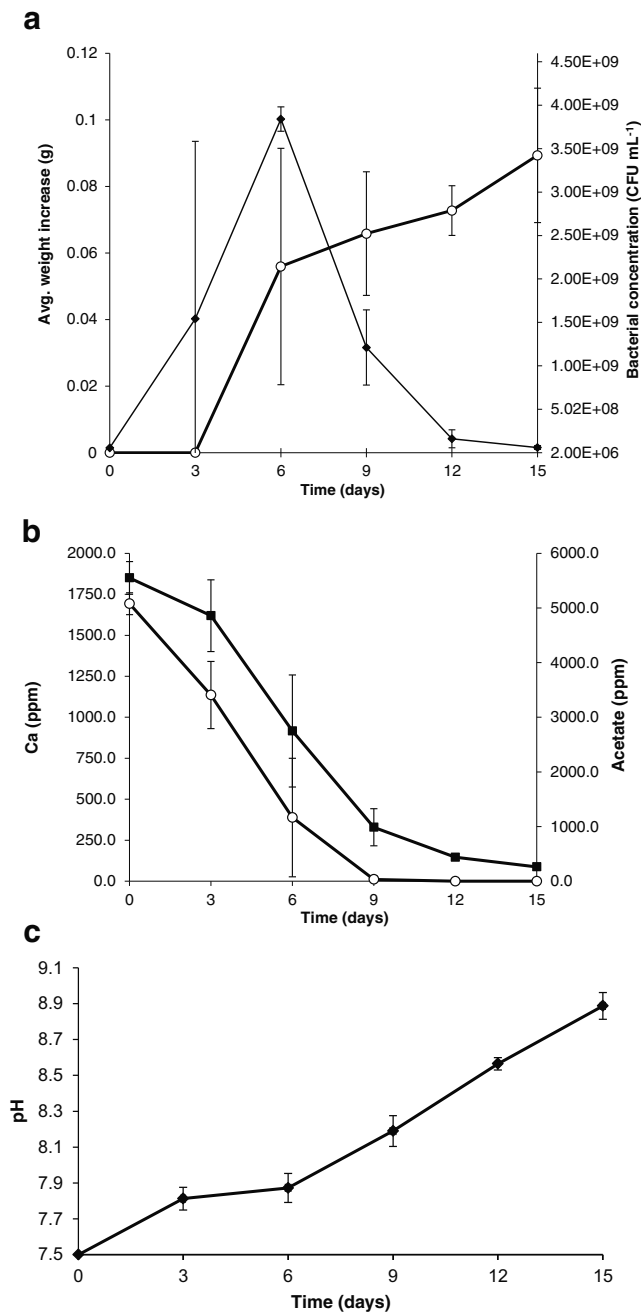 a
0.12
0.1
0.08
0.06
0.04
0.02
0
Avg. weight increase (g)
4.50E+09
4.00E+09
3.50E+09
3.00E+09
2.50E+09
2.00E+09
1.50E+09
1.00E+09
5.02E+08
2.00E+06
Bacterial concentration (CFU mL⁻¹)
0 3 6 9 12 15
Time (days)
b
2000.0
1750.0
1500.0
1250.0
1000.0
750.0
500.0
250.0
0.0
Ca (ppm)
6000.0
5000.0
4000.0
3000.0
2000.0
1000.0
0.0
Acetate (ppm)
0 3 6 9 12 15
Time (days)
c
9.1
8.9
8.7
8.5
8.3
8.1
7.9
7.7
7.5
pH
0 3 6 9 12 15
Time (days)